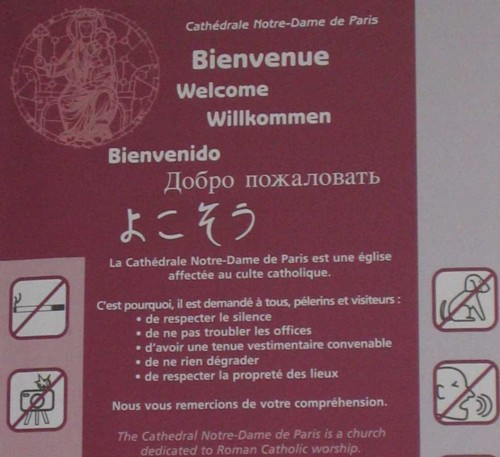 Cathédrale Notre-Dame de Paris
Bienvenue
Welcome
Willkommen
Bienvenido
Добро пожаловать
よこそう
La Cathédrale Notre-Dame de Paris est une église
affectée au culte catholique.
C'est pourquoi, il est demandé à tous, pélerins et visiteurs :
• de respecter le silence
• de ne pas troubler les offices
• d'avoir une tenue vestimentaire convenable
• de ne rien dégrader
• de respecter la propreté des lieux
Nous vous remercions de votre compréhension.
The Cathedral Notre-Dame de Paris is a church
dedicated to Roman Catholic worship.